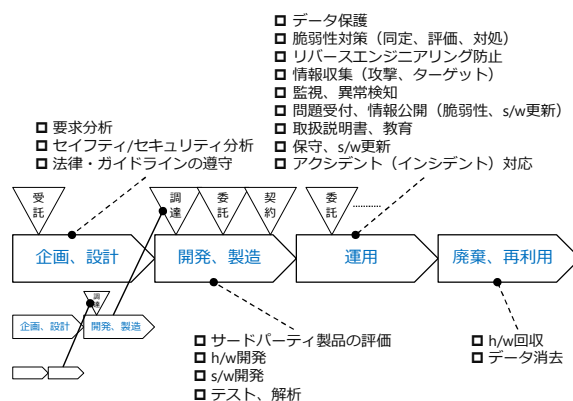 □ データ保護
□ 脆弱性対策（同定、評価、対処）
□ リバースエンジニアリング防止
□ 情報収集（攻撃、ターゲット）
□ 監視、異常検知
□ 問題受付、情報公開（脆弱性、s/w更新）
□ 取扱説明書、教育
□ 保守、s/w更新
□ アクシデント（インシデント）対応
□ 要求分析
□ セイフティ/セキュリティ分析
□ 法律・ガイドラインの遵守
受託
調達
委託
契約
委託
…………
企画、設計
開発、製造
運用
廃棄、再利用
調達
企画、設計
開発、製造
□ サードパーティ製品の評価
□ h/w開発
□ s/w開発
□ テスト、解析
□ h/w回収
□ データ消去